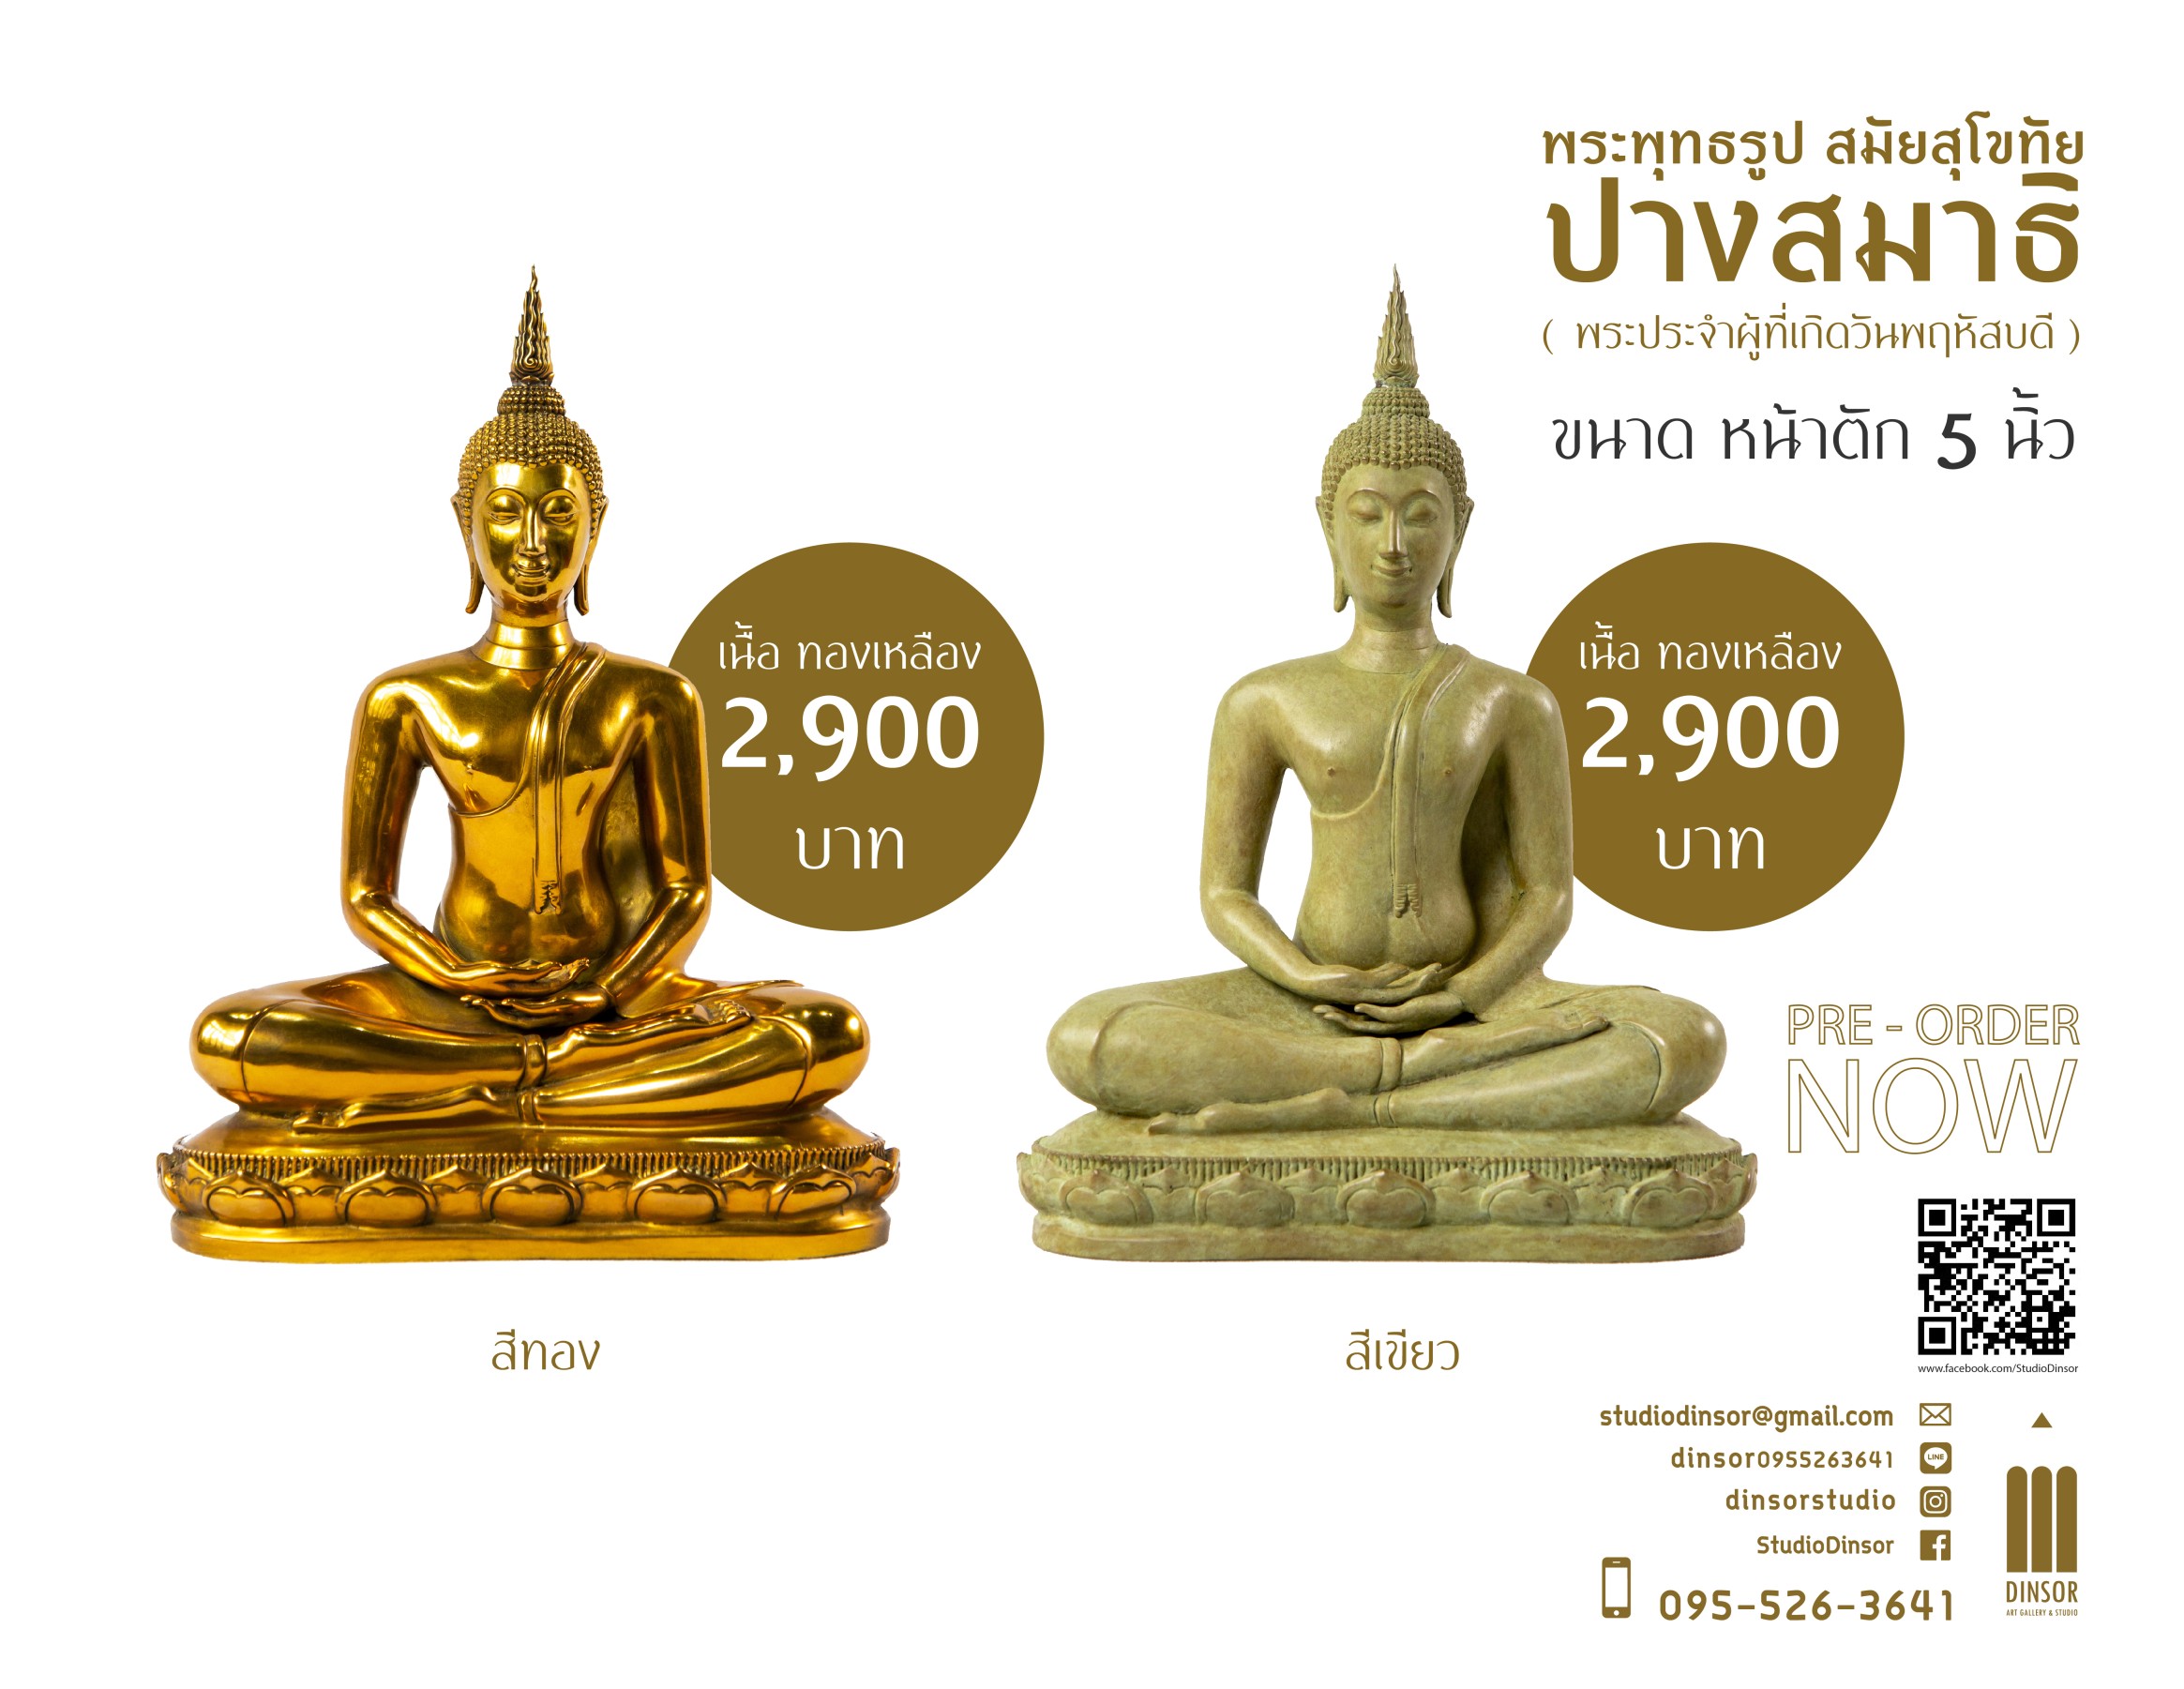 พระพุทธรูป สมัยสุโขทัย
ปางสมาธิ
( พระประจำผู้ที่เกิดวันพฤหัสบดี )
ขนาด หน้าตัก 5 นิ้ว
เนื้อ ทองเหลือง
2,900
บาท
เนื้อ ทองเหลือง
2,900
บาท
PRE - ORDER
NOW
สีทอง
สีเขียว
www.facebook.com/StudioDinsor
studiodinsor@gmail.com
dinsor0955263641
LINE
dinsorstudio
StudioDinsor
095-526-3641
DINSOR
ART GALLERY & STUDIO